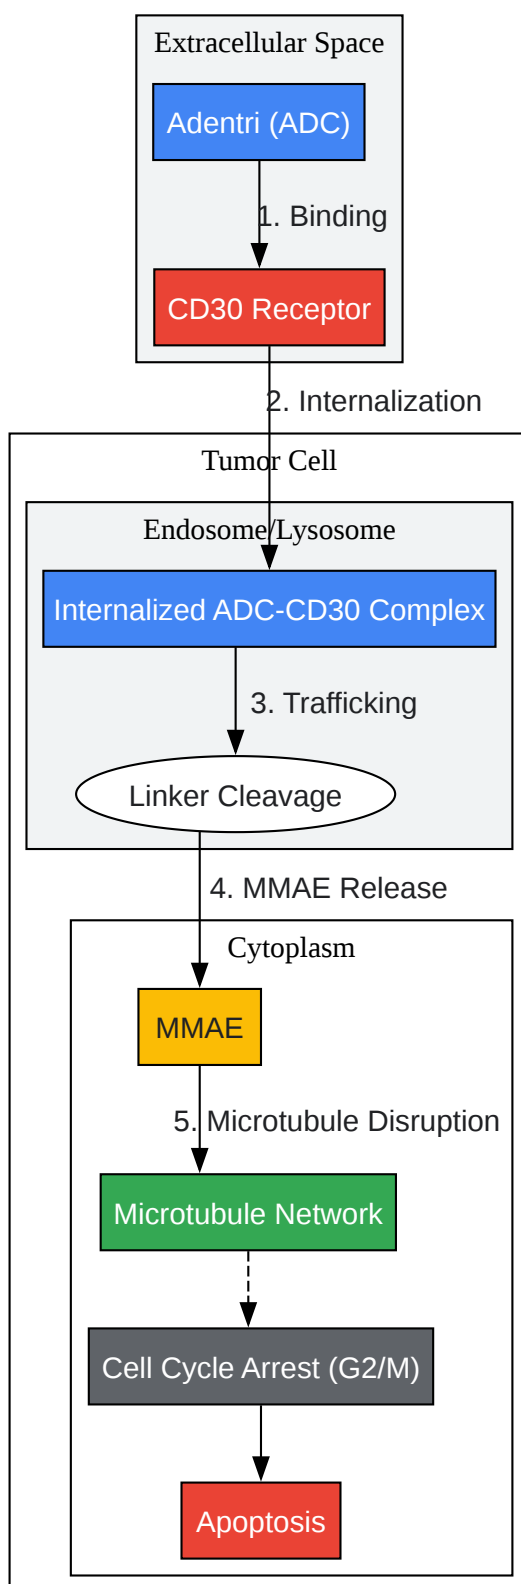 Extracellular Space
Adentri (ADC)
1. Binding
CD30 Receptor
2. Internalization
Tumor Cell
Endosome/Lysosome
Internalized ADC-CD30 Complex
3. Trafficking
Linker Cleavage
4. MMAE Release
Cytoplasm
MMAE
5. Microtubule Disruption
Microtubule Network
Cell Cycle Arrest (G2/M)
Apoptosis